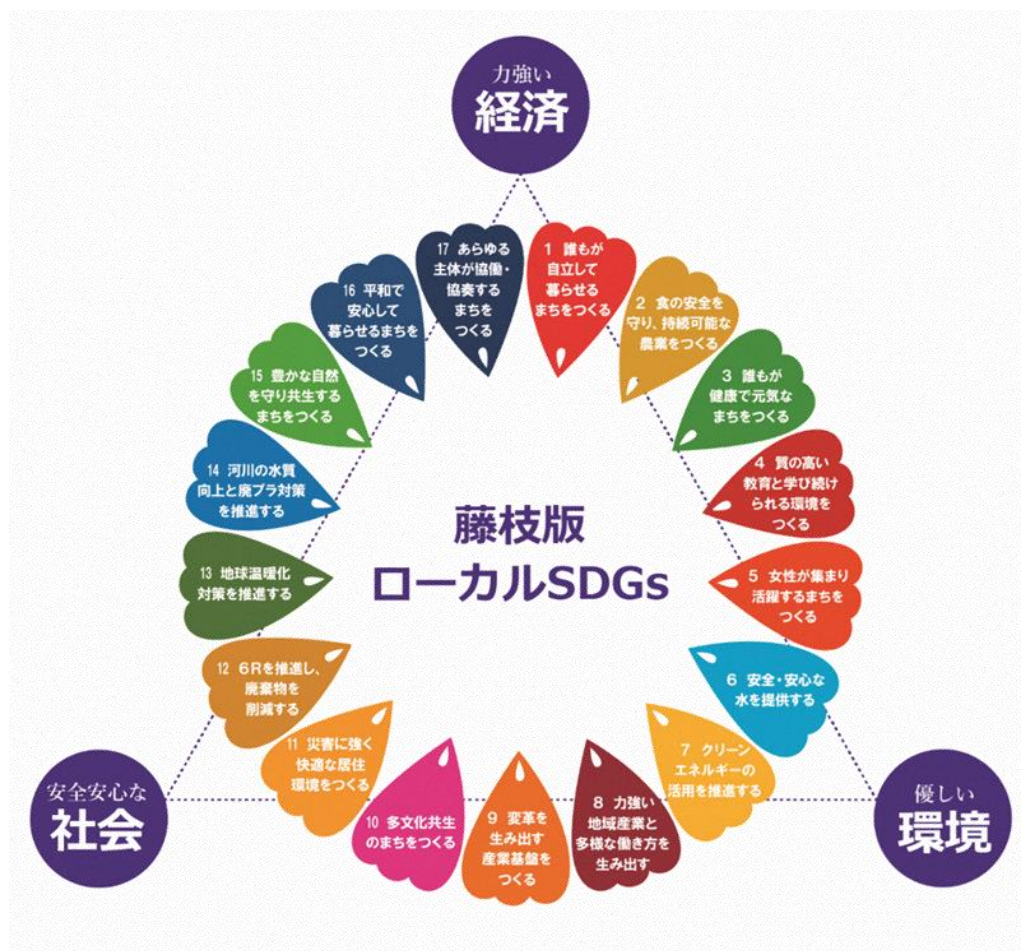 力強い
経済
1 誰もが
自立して
暮らせる
まちをつくる
2 食の安全を
守り、持続可能な
農業をつくる
3 誰もが
健康で元気な
まちをつくる
4 質の高い
教育と学び続け
られる環境を
つくる
5 女性が集まり
活躍するまちを
つくる
6 安全・安心な
水を提供する
7 クリーン
エネルギーの
活用を推進する
8 力強い
地域産業と
多様な働き方を
生み出す
9 変革を
生み出す
産業基盤を
つくる
10 多文化共生
のまちをつくる
11 災害に強く
快適な居住
環境をつくる
12 6Rを推進し、
廃棄物を
削減する
13 地球温暖化
対策を推進する
14 河川の水質
向上と廃プラ対策
を推進する
15 豊かな自然
を守り共生する
まちをつくる
16 平和で
安心して
暮らせるまちを
つくる
17 あらゆる
主体が協働・
協奏する
まちを
つくる
藤枝版
ローカルSDGs
安全安心な
社会
優しい
環境